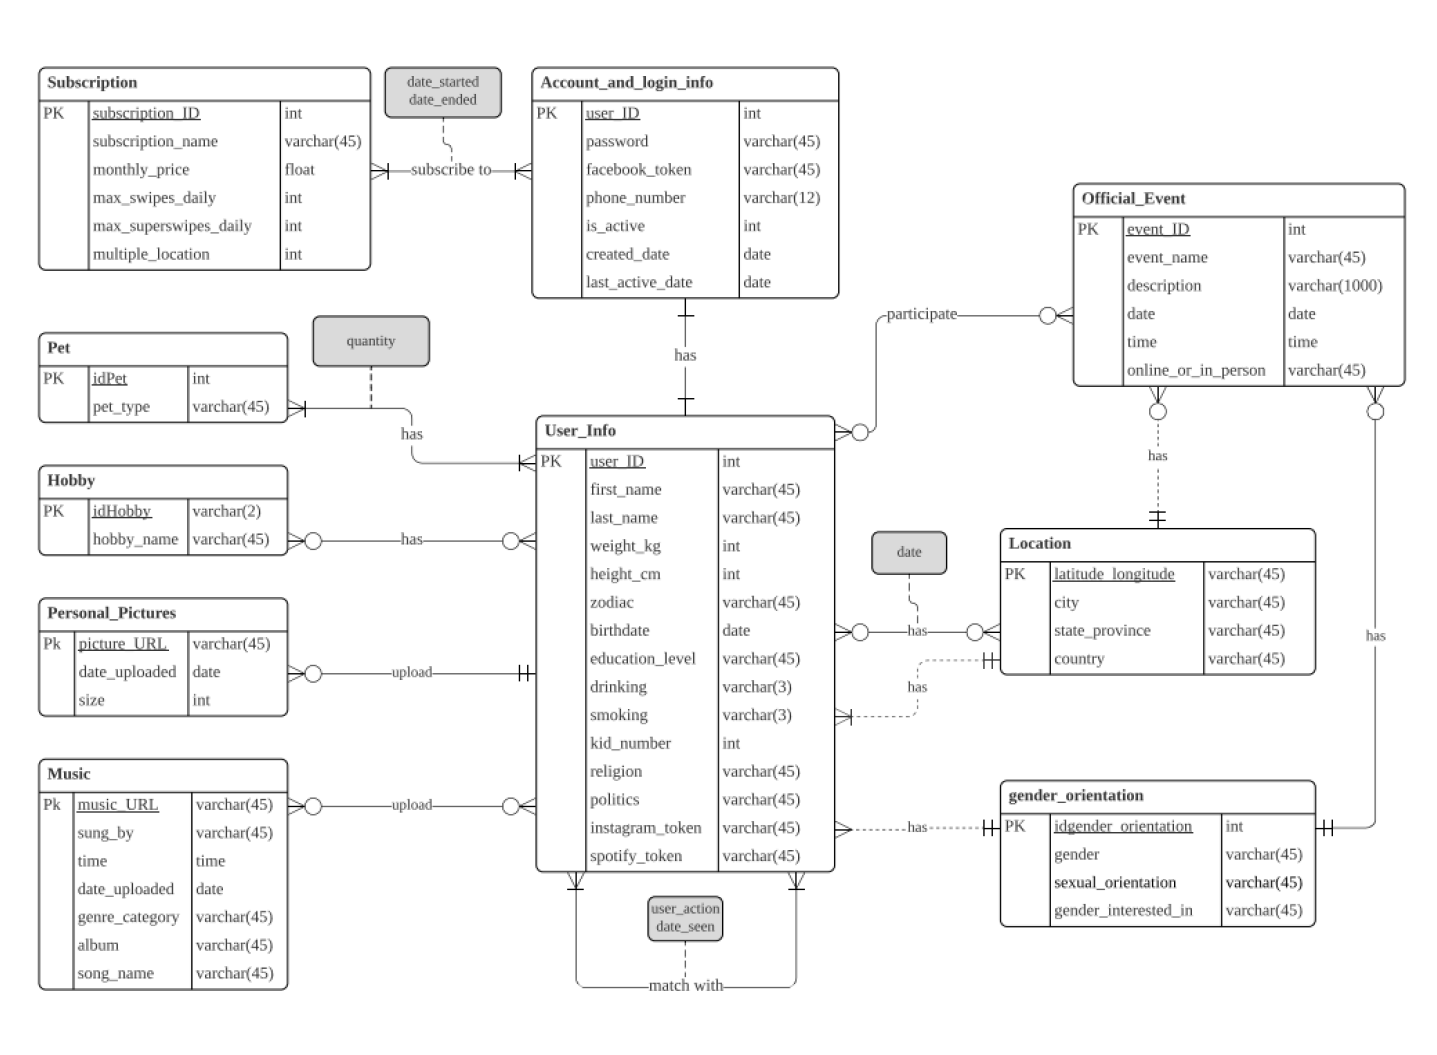 Subscription
PK subscription_ID int
subscription_name varchar(45)
monthly_price float
max_swipes_daily int
max_superswipes_daily int
multiple_location int
date_started
date_ended
subscribe to
Account_and_login_info
PK user_ID int
password varchar(45)
facebook_token varchar(45)
phone_number varchar(12)
is_active int
created_date date
last_active_date date
has
Official_Event
PK event_ID int
event_name varchar(45)
description varchar(1000)
date date
time time
online_or_in_person varchar(45)
participate
Pet
PK idPet int
pet_type varchar(45)
quantity
has
Hobby
PK idHobby varchar(2)
hobby_name varchar(45)
has
Personal_Pictures
Pk picture_URL varchar(45)
date_uploaded date
size int
upload
Music
Pk music_URL varchar(45)
sung_by varchar(45)
time time
date_uploaded date
genre_category varchar(45)
album varchar(45)
song_name varchar(45)
upload
User_Info
PK user_ID int
first_name varchar(45)
last_name varchar(45)
weight_kg int
height_cm int
zodiac varchar(45)
birthdate date
education_level varchar(45)
drinking varchar(3)
smoking varchar(3)
kid_number int
religion varchar(45)
politics varchar(45)
instagram_token varchar(45)
spotify_token varchar(45)
user_action
date_seen
match with
has
has
date
has
has
Location
PK latitude_longitude varchar(45)
city varchar(45)
state_province varchar(45)
country varchar(45)
has
gender_orientation
PK idgender_orientation int
gender varchar(45)
sexual_orientation varchar(45)
gender_interested_in varchar(45)